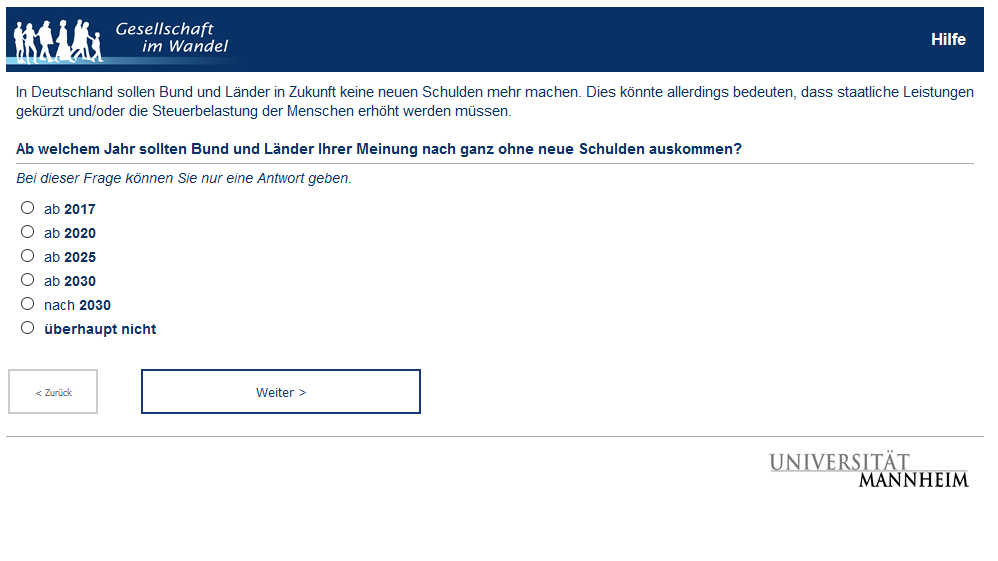 Gesellschaft
im Wandel
Hilfe
In Deutschland sollen Bund und Länder in Zukunft keine neuen Schulden mehr machen. Dies könnte allerdings bedeuten, dass staatliche Leistungen
gekürzt und/oder die Steuerbelastung der Menschen erhöht werden müssen.
Ab welchem Jahr sollten Bund und Länder Ihrer Meinung nach ganz ohne neue Schulden auskommen?
Bei dieser Frage können Sie nur eine Antwort geben.
ab 2017
ab 2020
ab 2025
ab 2030
nach 2030
überhaupt nicht
< Zurück
Weiter >
UNIVERSITÄT
MANNHEIM